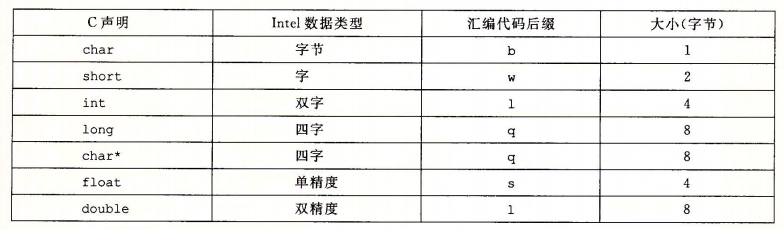 C声明 Intel 数据类型 汇编代码后缀 大小(字节)
char 字节 b 1
short 字 w 2
int 双字 l 4
long 四字 q 8
char* 四字 q 8
float 单精度 s 4
double 双精度 l 8